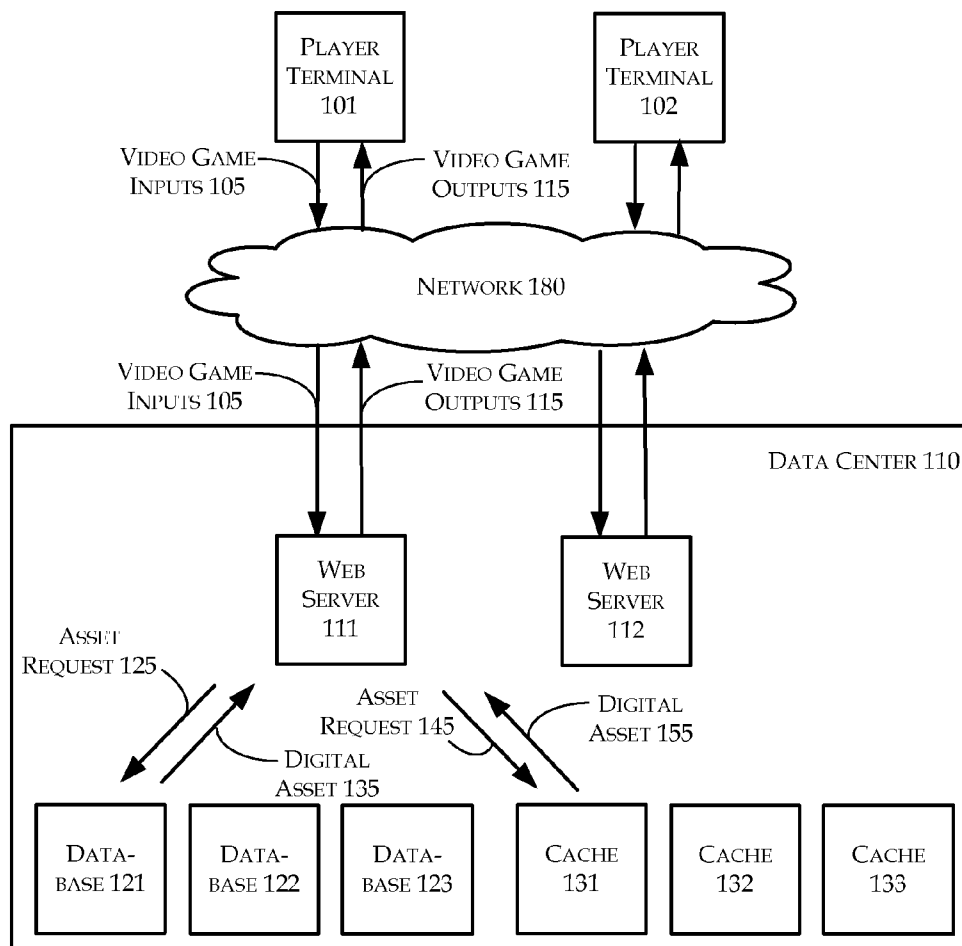 PLAYER
TERMINAL
101
PLAYER
TERMINAL
102
VIDEO GAME
INPUTS 105
VIDEO GAME
OUTPUTS 115
NETWORK 180
VIDEO GAME
INPUTS 105
VIDEO GAME
OUTPUTS 115
DATA CENTER 110
WEB
SERVER
111
WEB
SERVER
112
ASSET
REQUEST 125
DIGITAL
ASSET 135
ASSET
REQUEST 145
DIGITAL
ASSET 155
DATA-
BASE 121
DATA-
BASE 122
DATA-
BASE 123
CACHE
131
CACHE
132
CACHE
133